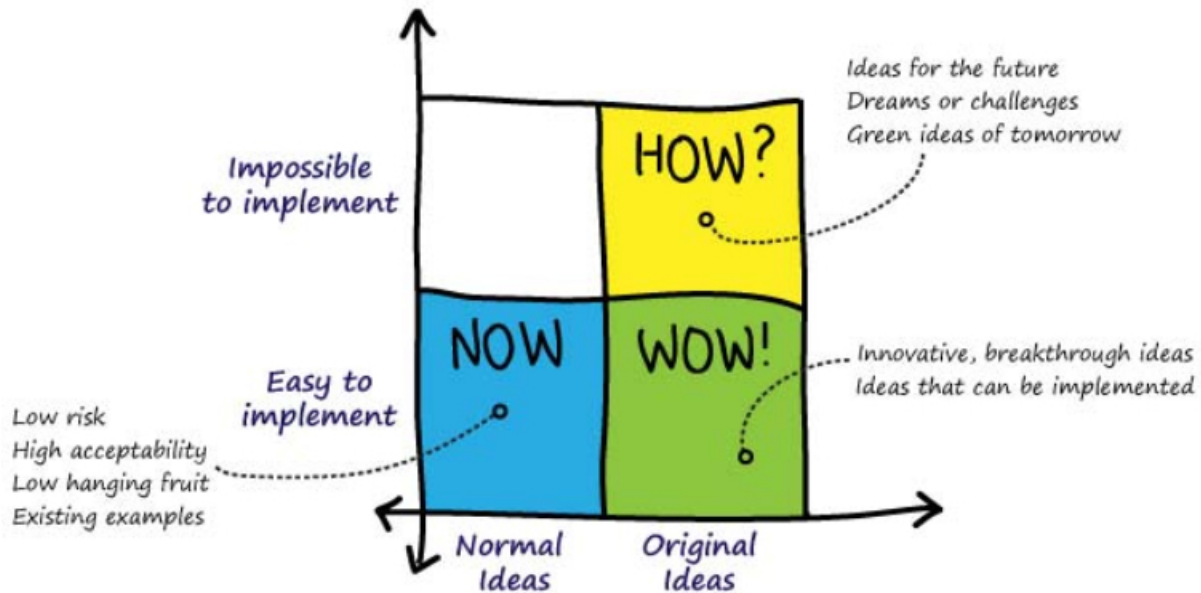 Ideas for the future
Dreams or challenges
Green ideas of tomorrow
HOW?
Impossible
to implement
NOW
WOW!
Innovative, breakthrough ideas
Ideas that can be implemented
Easy to
implement
Low risk
High acceptability
Low hanging fruit
Existing examples
Normal
Ideas
Original
Ideas